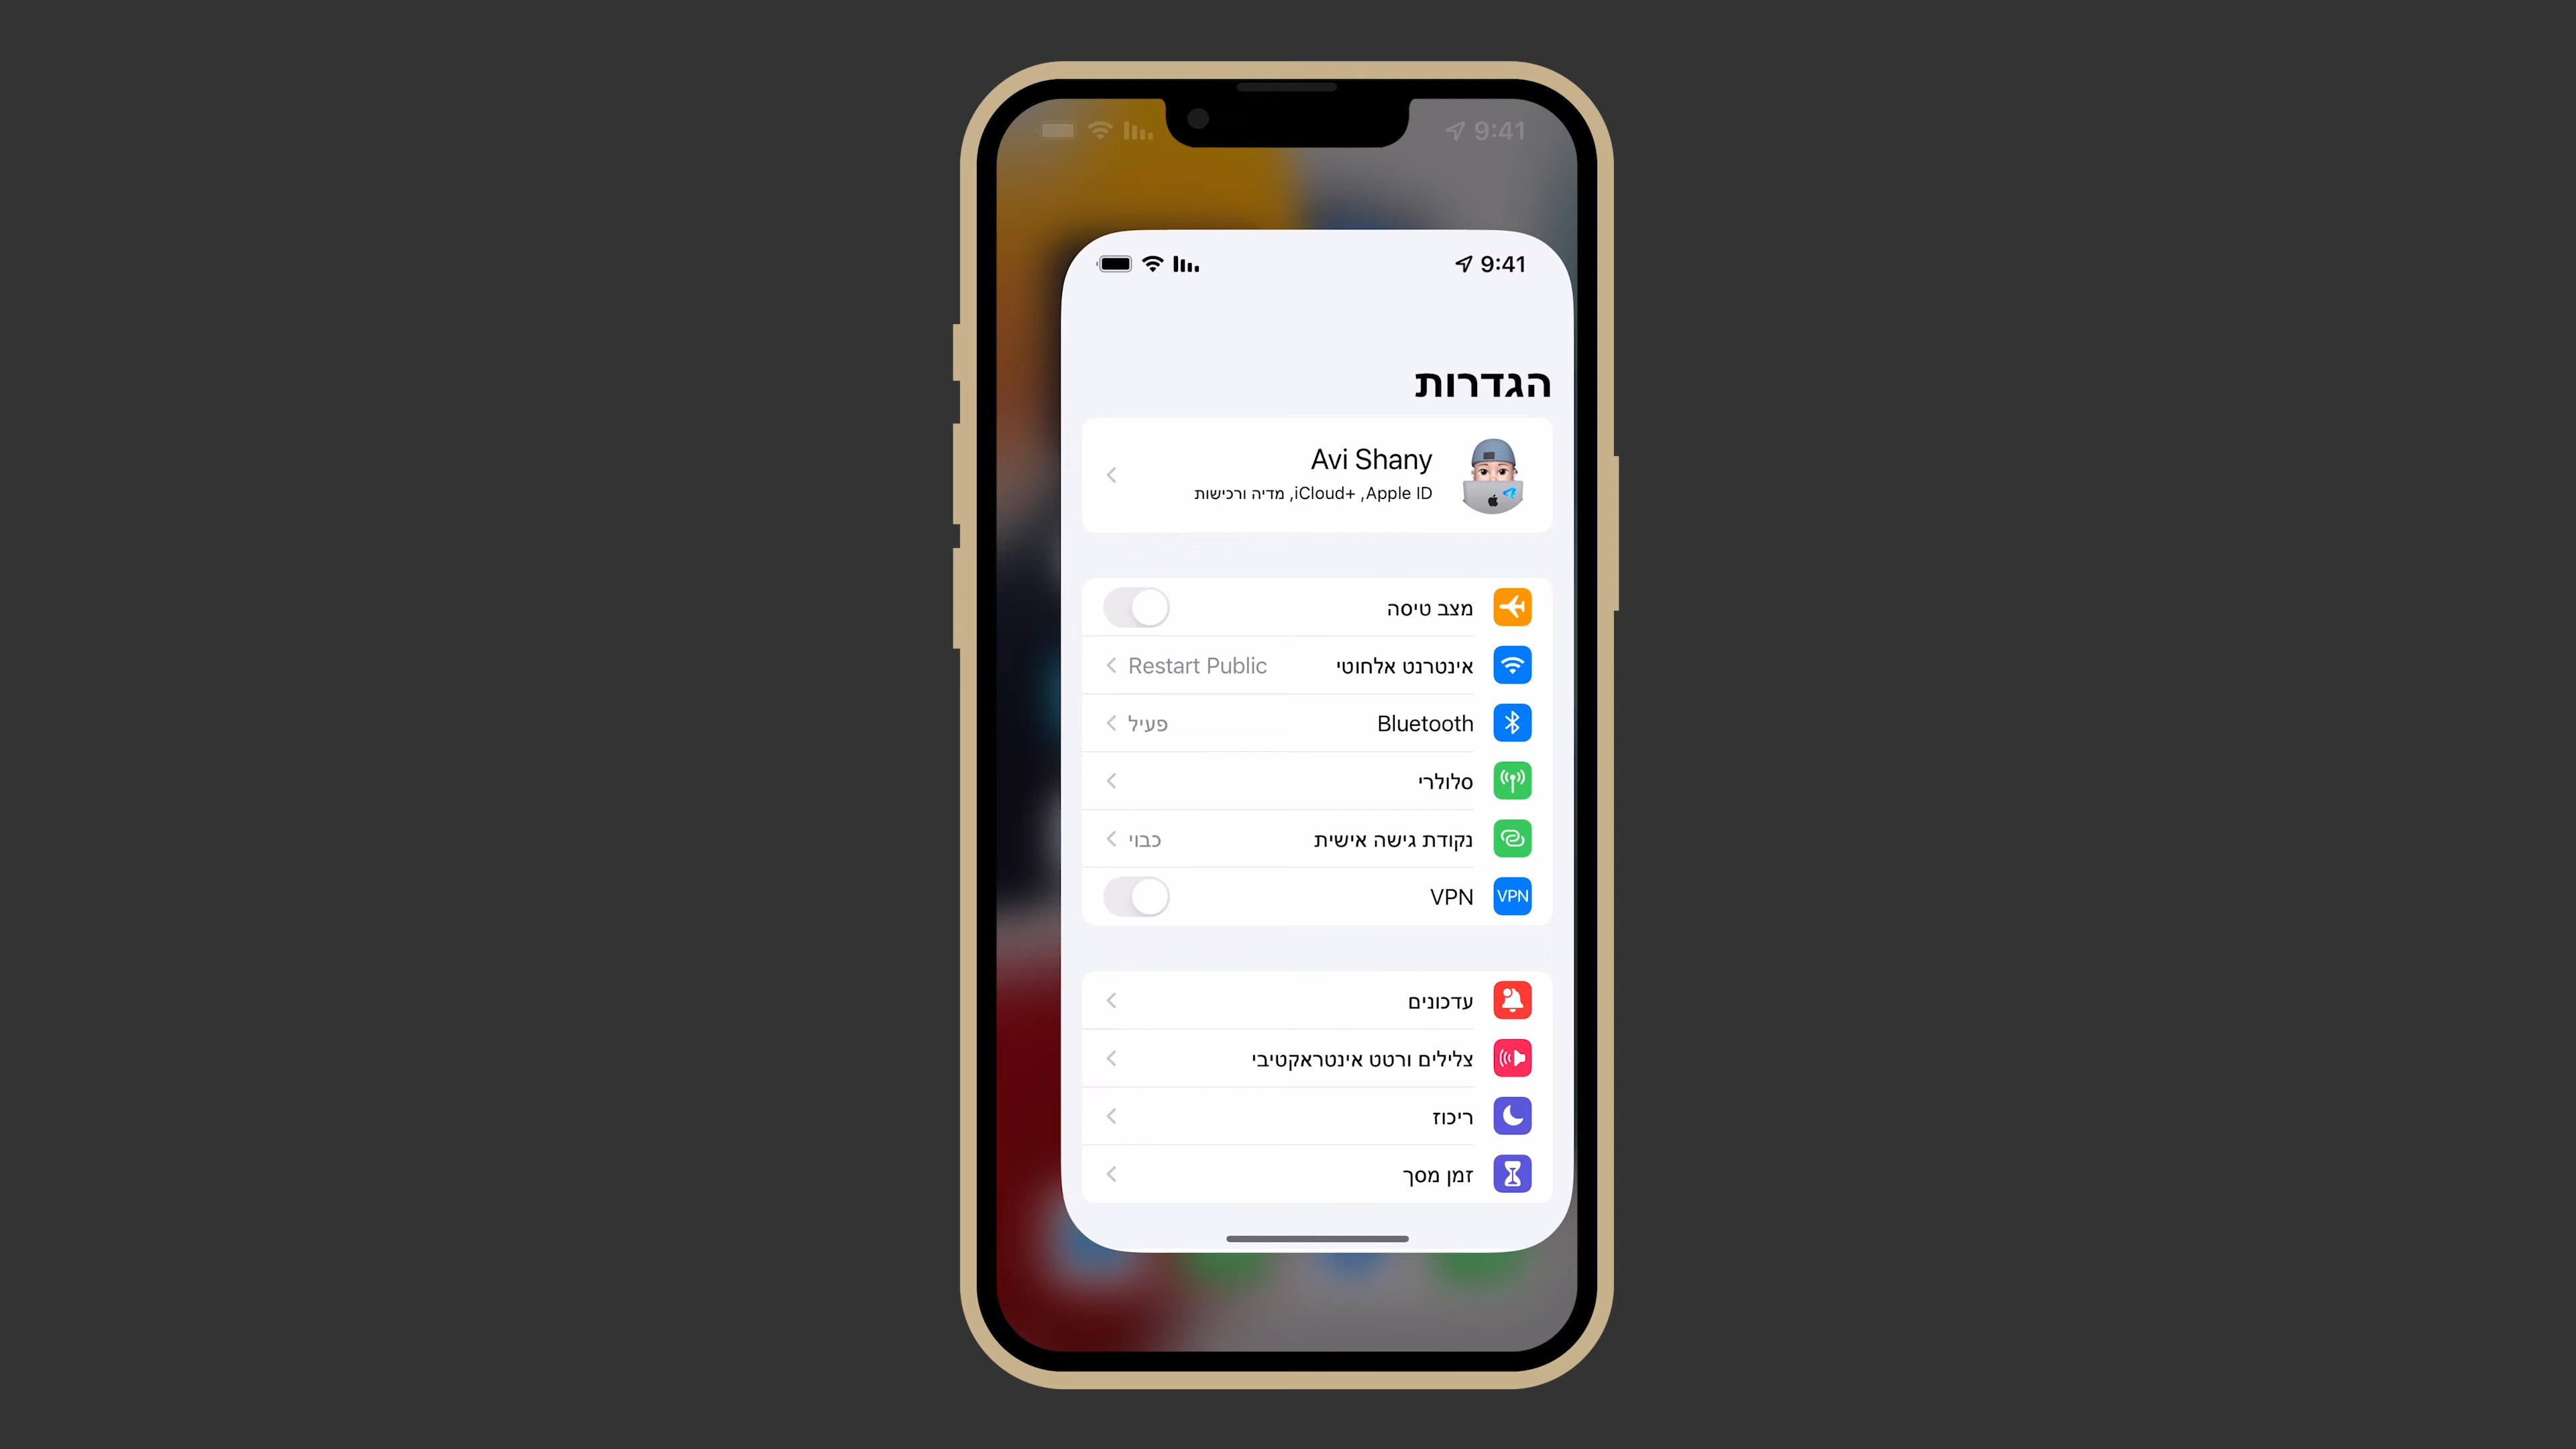 9:41
9:41
הגדרות
Avi Shany
Apple ID, iCloud+, מדיה ורכישות
מצב טיסה
אינטרנט אלחוטי Restart Public
Bluetooth פעיל
סלולרי
נקודת גישה אישית כבוי
VPN VPN
עדכונים
צלילים ורטט אינטראקטיבי
ריכוז
זמן מסך